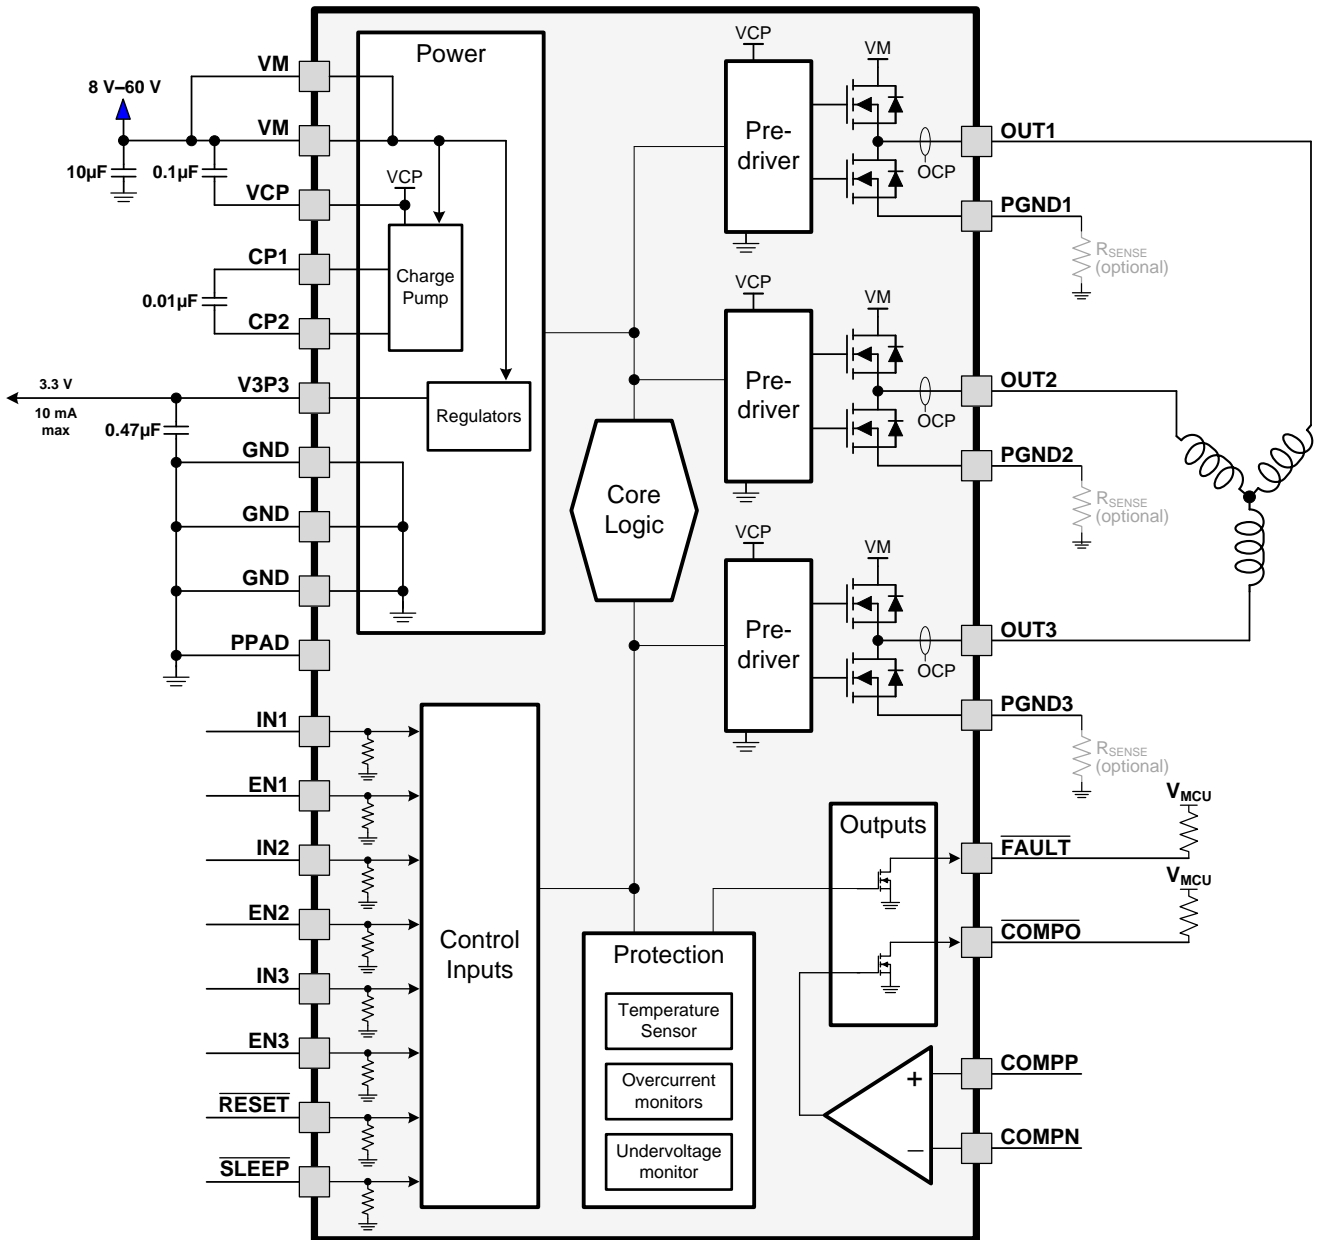 Power
VM
8 V–60 V
VM
10µF
0.1µF
VCP
VCP
CP1
Charge
Pump
0.01µF
CP2
3.3 V
V3P3
10 mA
max
0.47µF
Regulators
GND
GND
GND
PPAD
Core
Logic
VCP
VM
Pre-
driver
OCP
OUT1
PGND1
RSENSE
(optional)
VCP
VM
Pre-
driver
OCP
OUT2
PGND2
RSENSE
(optional)
VCP
VM
Pre-
driver
OCP
OUT3
PGND3
RSENSE
(optional)
IN1
EN1
IN2
EN2
IN3
EN3
RESET
SLEEP
Control
Inputs
Protection
Temperature
Sensor
Overcurrent
monitors
Undervoltage
monitor
Outputs
VMCU
FAULT
VMCU
COMPO
+
COMPP
–
COMPN